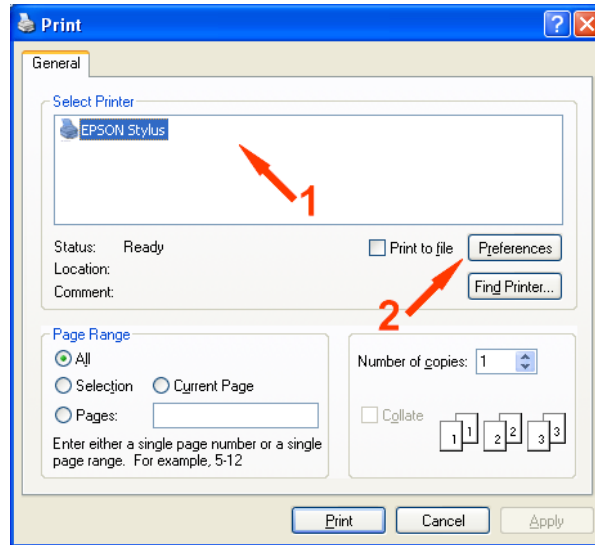 Print
General
Select Printer
EPSON Stylus
1
Status: Ready
Print to file
Preferences
Location:
Comment:
Find Printer...
2
Page Range
All
Selection
Current Page
Pages:
Enter either a single page number or a single
page range. For example, 5-12
Number of copies: 1
Collate
1 1 2 2 3 3
Print
Cancel
Apply